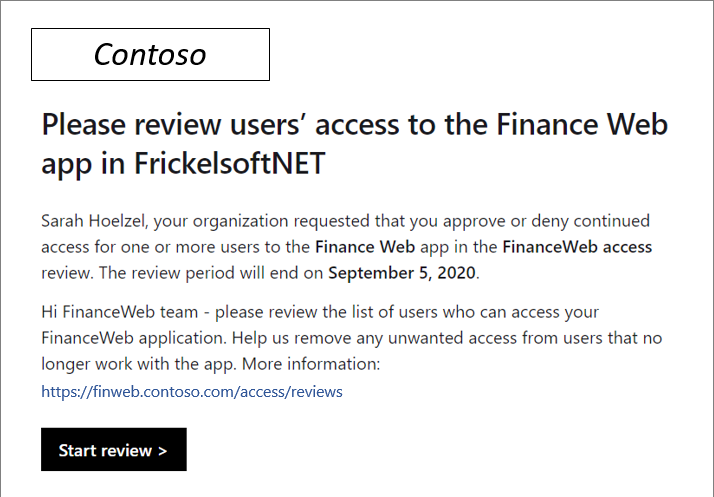 Contoso
Please review users’ access to the Finance Web
app in FrickelsoftNET
Sarah Hoelzel, your organization requested that you approve or deny continued
access for one or more users to the Finance Web app in the FinanceWeb access
review. The review period will end on September 5, 2020.
Hi FinanceWeb team - please review the list of users who can access your
FinanceWeb application. Help us remove any unwanted access from users that no
longer work with the app. More information:
https://finweb.contoso.com/access/reviews
Start review >